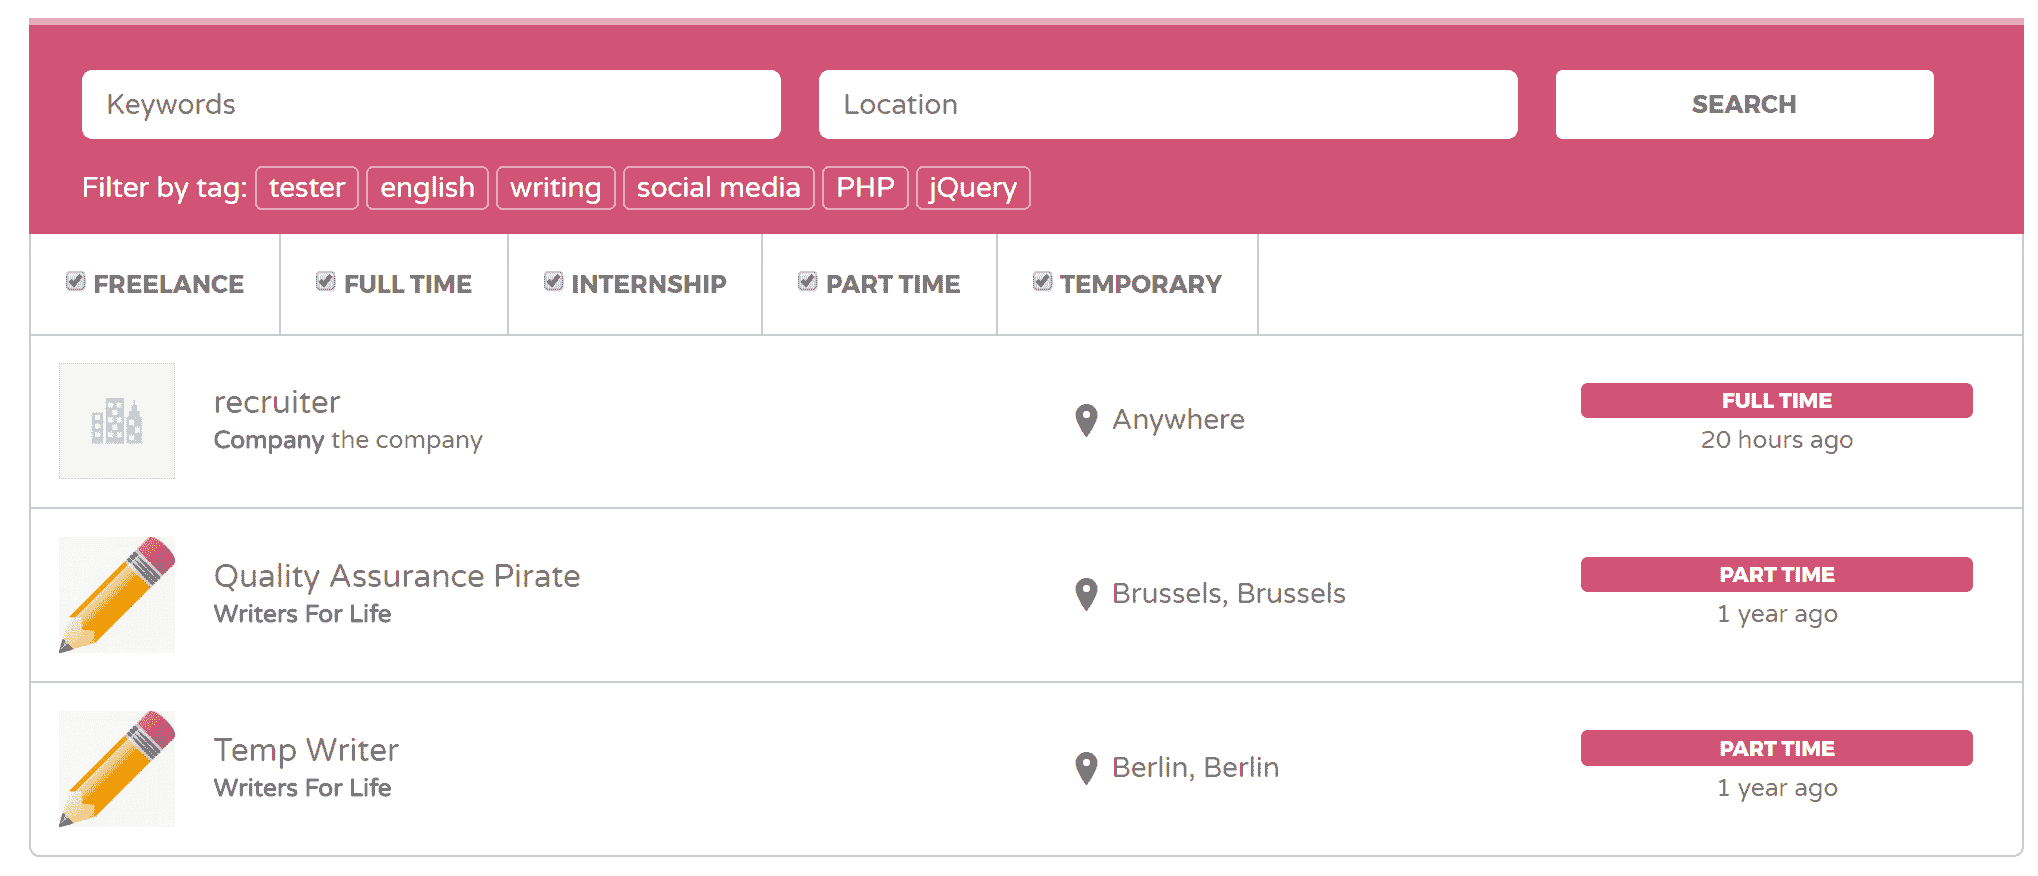 Keywords Location SEARCH
Filter by tag: tester english writing social media PHP jQuery
FREELANCE FULL TIME INTERNSHIP PART TIME TEMPORARY
recruiter
Company the company
Anywhere
FULL TIME
20 hours ago
Quality Assurance Pirate
Writers For Life
Brussels, Brussels
PART TIME
1 year ago
Temp Writer
Writers For Life
Berlin, Berlin
PART TIME
1 year ago